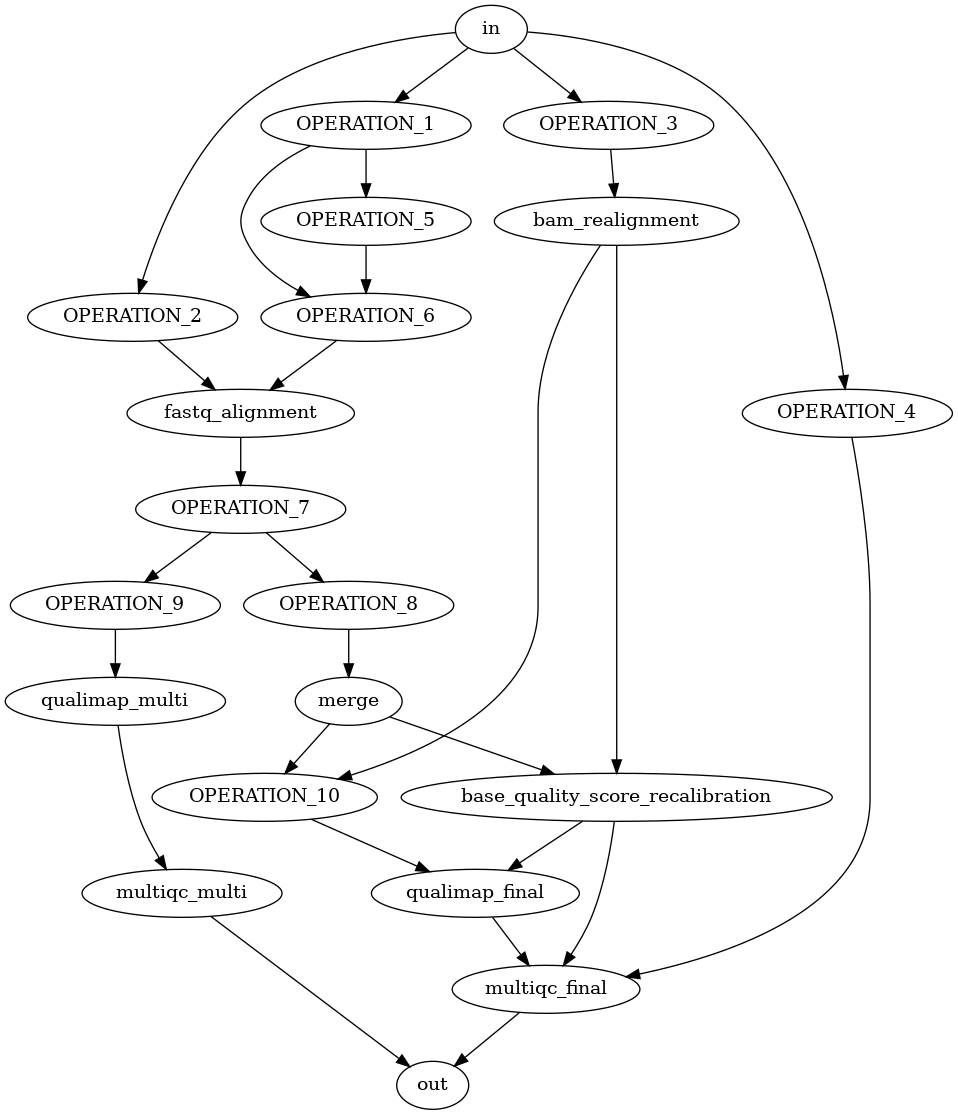 in
OPERATION_1
OPERATION_3
OPERATION_5
bam_realignment
OPERATION_2
OPERATION_6
fastq_alignment
OPERATION_4
OPERATION_7
OPERATION_9
OPERATION_8
qualimap_multi
merge
OPERATION_10
base_quality_score_recalibration
multiqc_multi
qualimap_final
multiqc_final
out